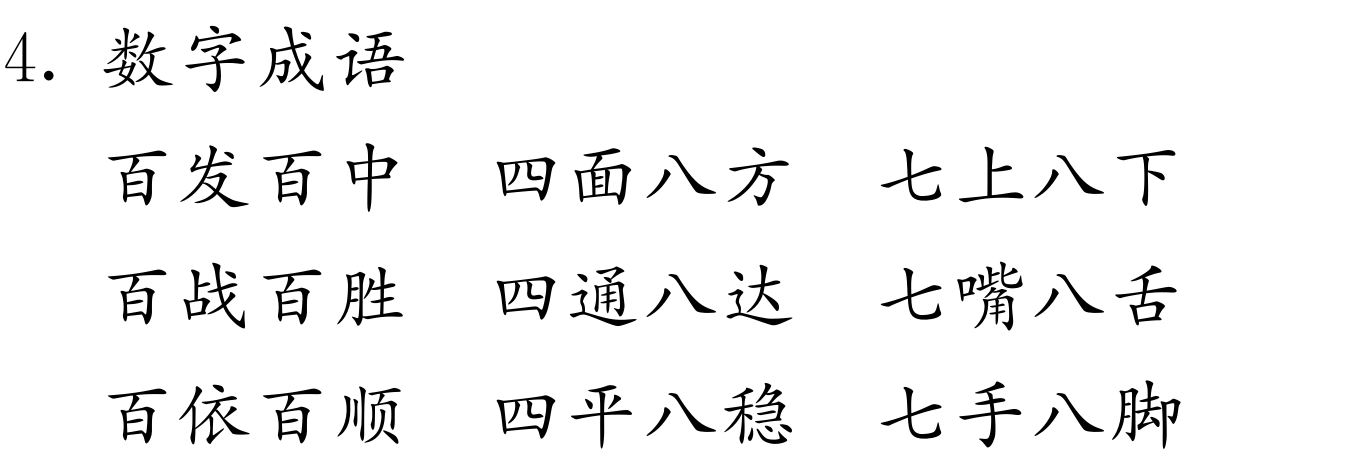 4. 数字成语
百发百中 四面八方 七上八下
百战百胜 四通八达 七嘴八舌
百依百顺 四平八稳 七手八脚